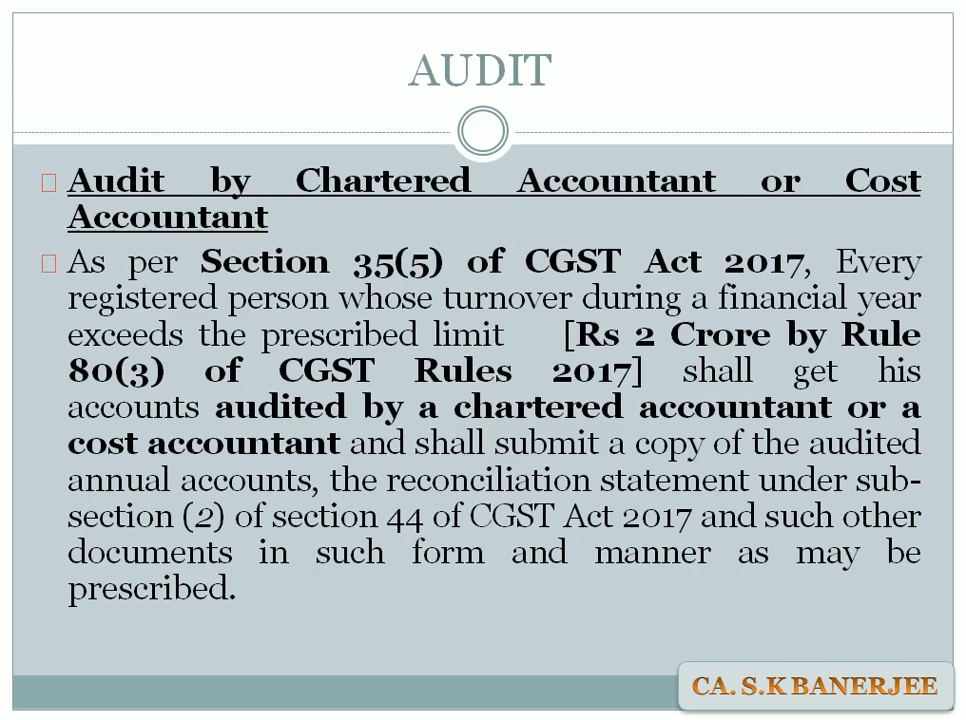 AUDIT
Audit by Chartered Accountant or Cost
Accountant
As per Section 35(5) of CGST Act 2017, Every
registered person whose turnover during a financial year
exceeds the prescribed limit [Rs 2 Crore by Rule
80(3) of CGST Rules 2017] shall get his
accounts audited by a chartered accountant or a
cost accountant and shall submit a copy of the audited
annual accounts, the reconciliation statement under sub-
section (2) of section 44 of CGST Act 2017 and such other
documents in such form and manner as may be
prescribed.
CA. S.K BANERJEE